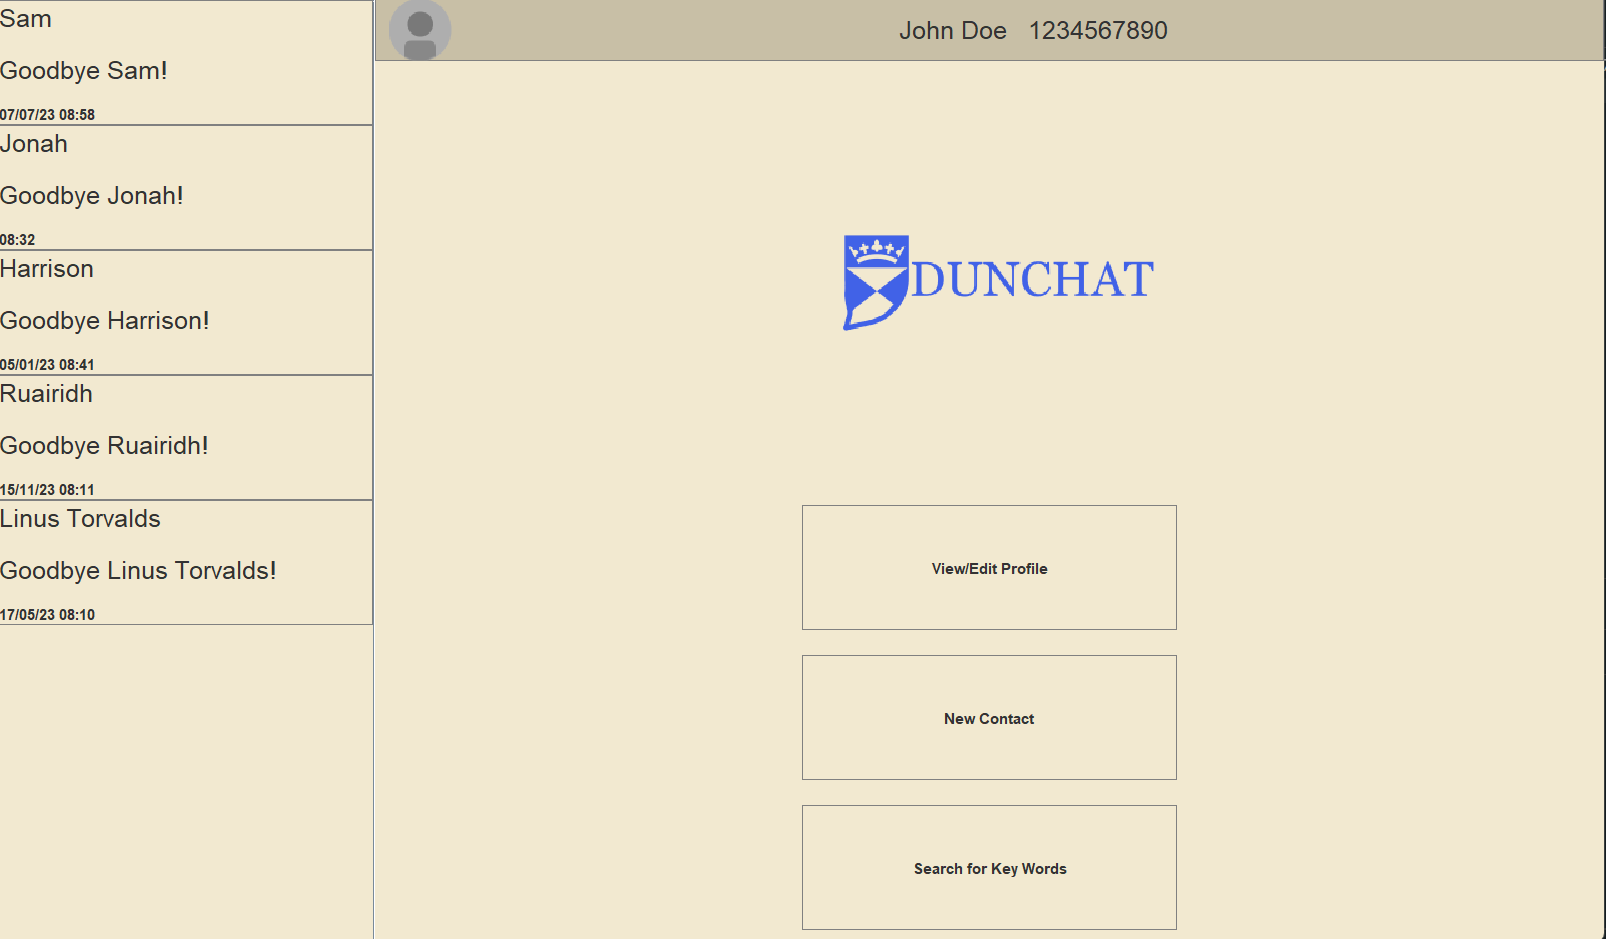 Sam
Goodbye Sam!
07/07/23 08:58
Jonah
Goodbye Jonah!
08:32
Harrison
Goodbye Harrison!
05/01/23 08:41
Ruairidh
Goodbye Ruairidh!
15/11/23 08:11
Linus Torvalds
Goodbye Linus Torvalds!
17/05/23 08:10
John Doe 1234567890
DUNCHAT
View/Edit Profile
New Contact
Search for Key Words